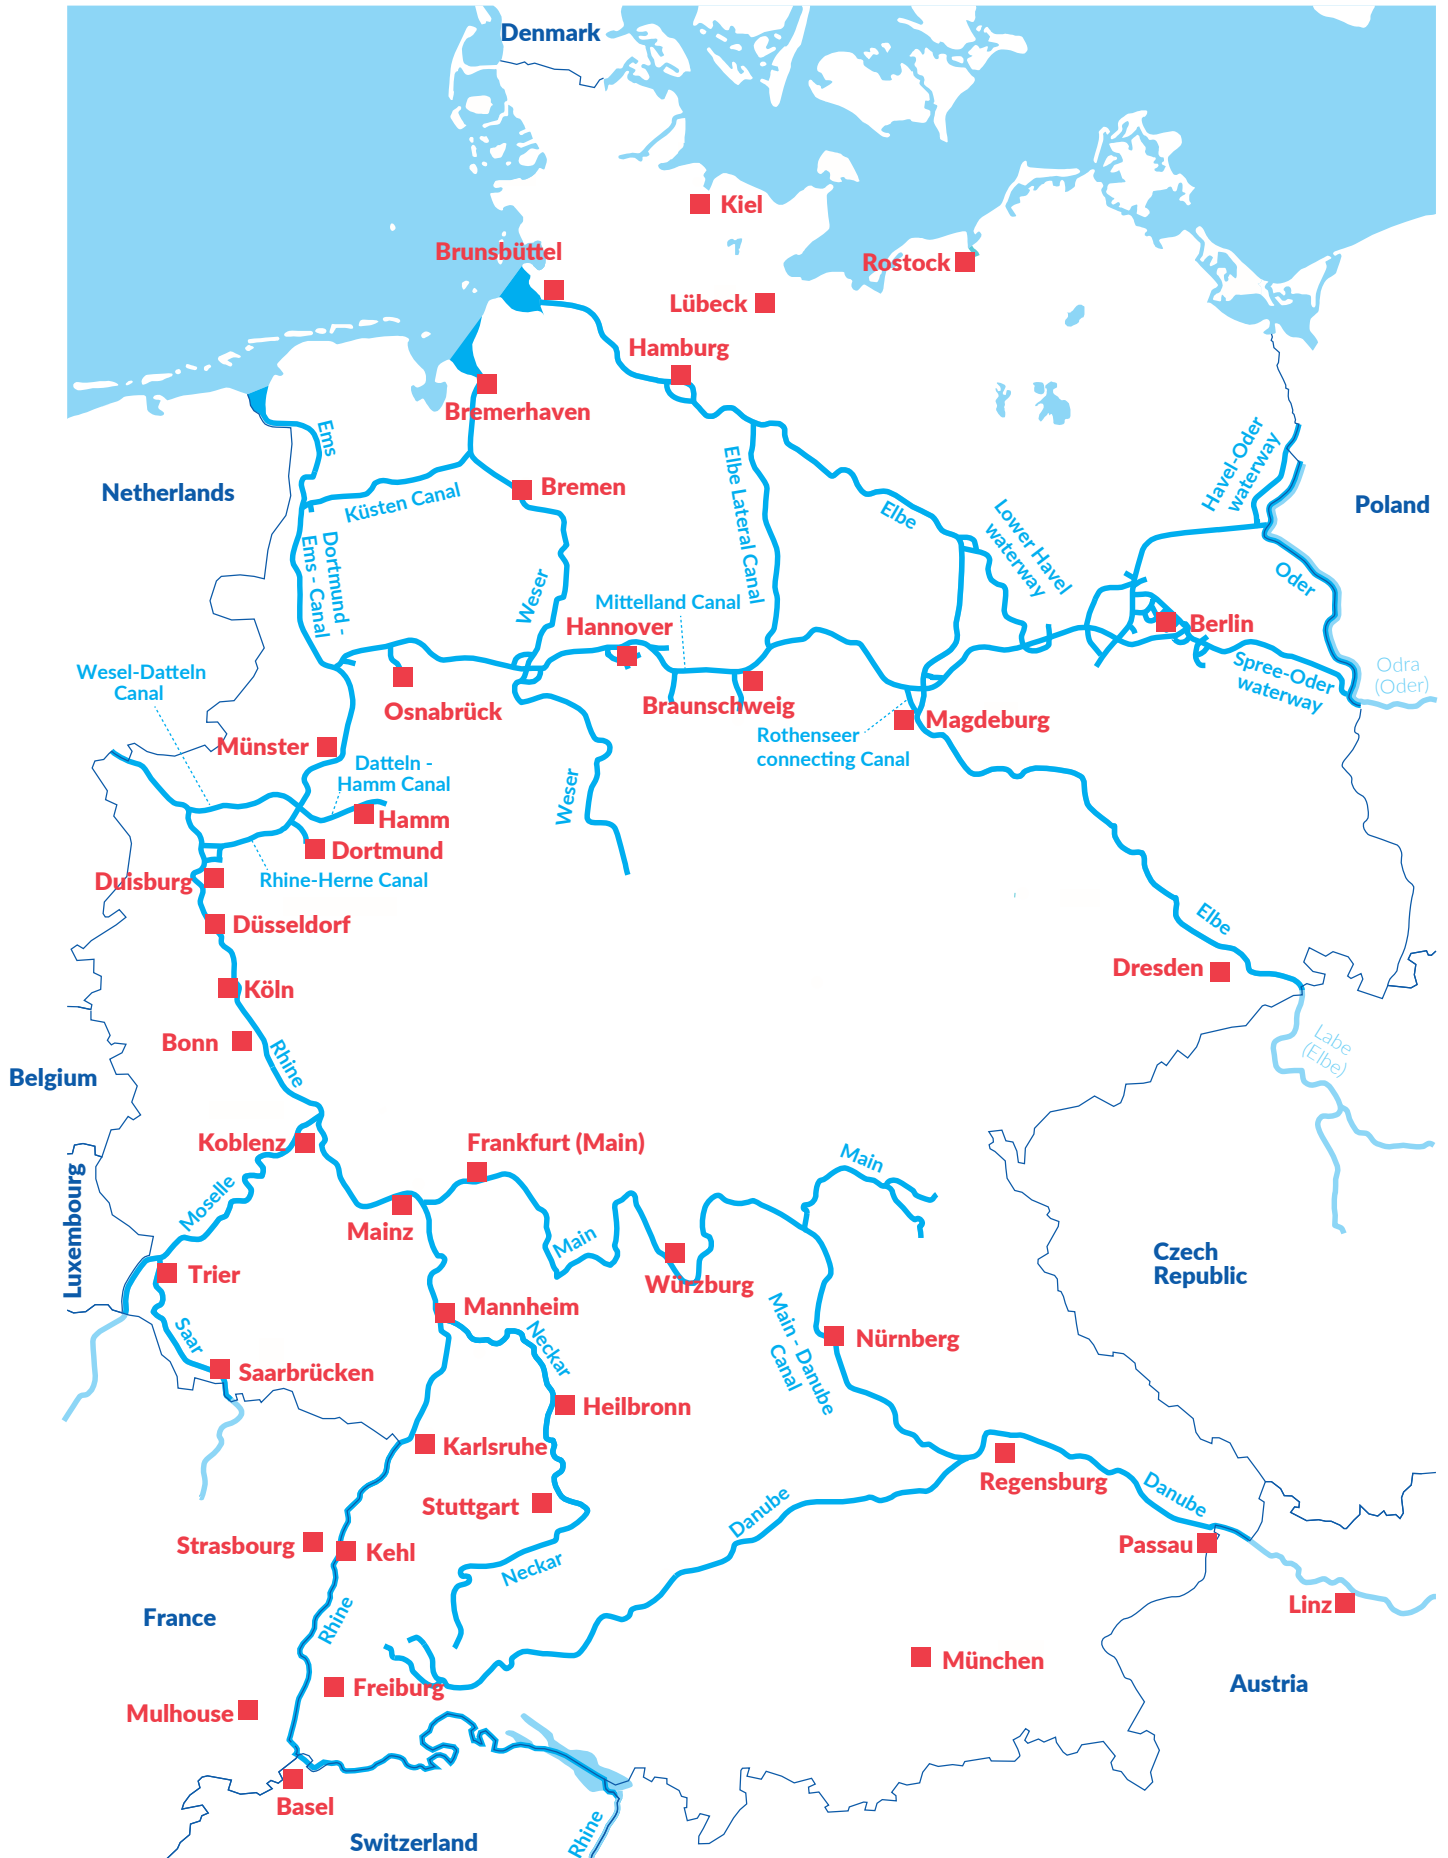 Denmark
Kiel
Brunsbüttel
Rostock
Lübeck
Hamburg
Bremerhaven
Ems
Netherlands
Küsten Canal
Bremen
Elbe Lateral Canal
Elbe
Lower Havel
waterway
Havel-Oder
waterway
Poland
Dortmund -
Ems - Canal
Weser
Mittelland Canal
Hannover
Oder
Berlin
Wesel-Datteln
Canal
Osnabrück
Braunschweig
Spree-Oder
waterway
Odra
(Oder)
Münster
Rothenseer
connecting Canal
Magdeburg
Datteln -
Hamm Canal
Weser
Hamm
Dortmund
Duisburg
Rhine-Herne Canal
Düsseldorf
Elbe
Dresden
Köln
Bonn
Rhine
Labe
(Elbe)
Belgium
Koblenz
Frankfurt (Main)
Main
Luxembourg
Moselle
Mainz
Main
Czech
Republic
Trier
Würzburg
Mannheim
Main - Danube
Canal
Nürnberg
Saar
Neckar
Saarbrücken
Heilbronn
Karlsruhe
Regensburg
Stuttgart
Danube
Danube
Strasbourg
Kehl
Neckar
Passau
Linz
France
Rhine
München
Austria
Freiburg
Mulhouse
Basel
Switzerland
Rhine